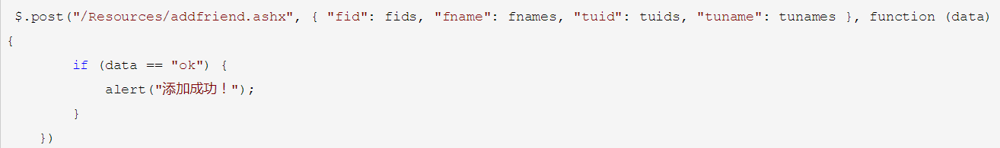 $.post("/Resources/addfriend.ashx", { "fid": fids, "fname": fnames, "tuid": tuids, "tuname": tunames }, function (data)
{
if (data == "ok") {
alert("添加成功！");
}
})